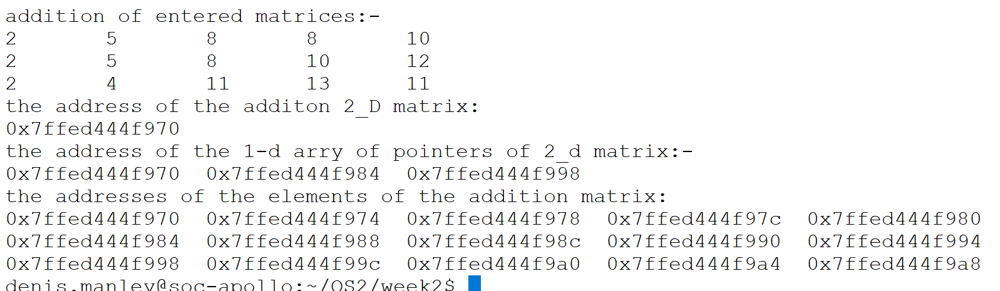 addition of entered matrices:-
2 5 8 8 10
2 5 8 10 12
2 4 11 13 11
the address of the additon 2_D matrix:
0x7ffed444f970
the address of the 1-d arry of pointers of 2_d matrix:-
0x7ffed444f970 0x7ffed444f984 0x7ffed444f998
the addresses of the elements of the addition matrix:
0x7ffed444f970 0x7ffed444f974 0x7ffed444f978 0x7ffed444f97c 0x7ffed444f980
0x7ffed444f984 0x7ffed444f988 0x7ffed444f98c 0x7ffed444f990 0x7ffed444f994
0x7ffed444f998 0x7ffed444f99c 0x7ffed444f9a0 0x7ffed444f9a4 0x7ffed444f9a8
denis.manley@soc-apollo:~/OS2/week2$